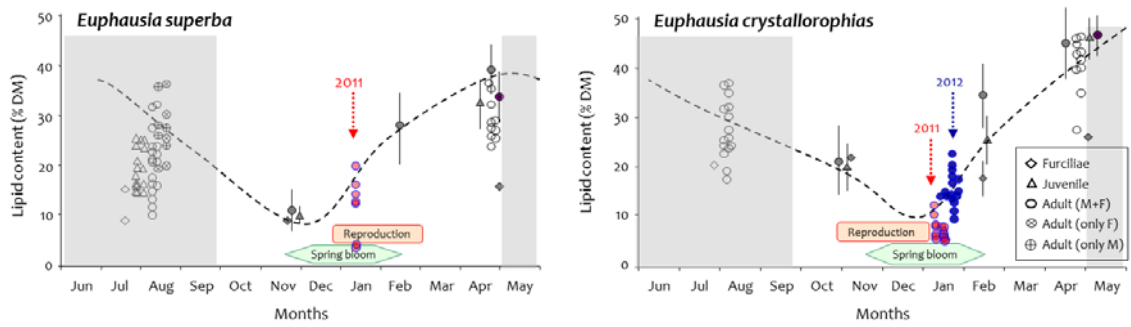 Euphausia superba
50
40
30
20
10
0
Lipid content (% DM)
2011
Reproduction
Spring bloom
Jun Jul Aug Sep Oct Nov Dec Jan Feb Apr May
Months
Euphausia crystallorophias
50
40
30
20
10
0
Lipid content (% DM)
2011
2012
Reproduction
Spring bloom
Furciliae
Juvenile
Adult (M+F)
Adult (only F)
Adult (only M)
Jun Jul Aug Sep Oct Nov Dec Jan Feb Apr May
Months